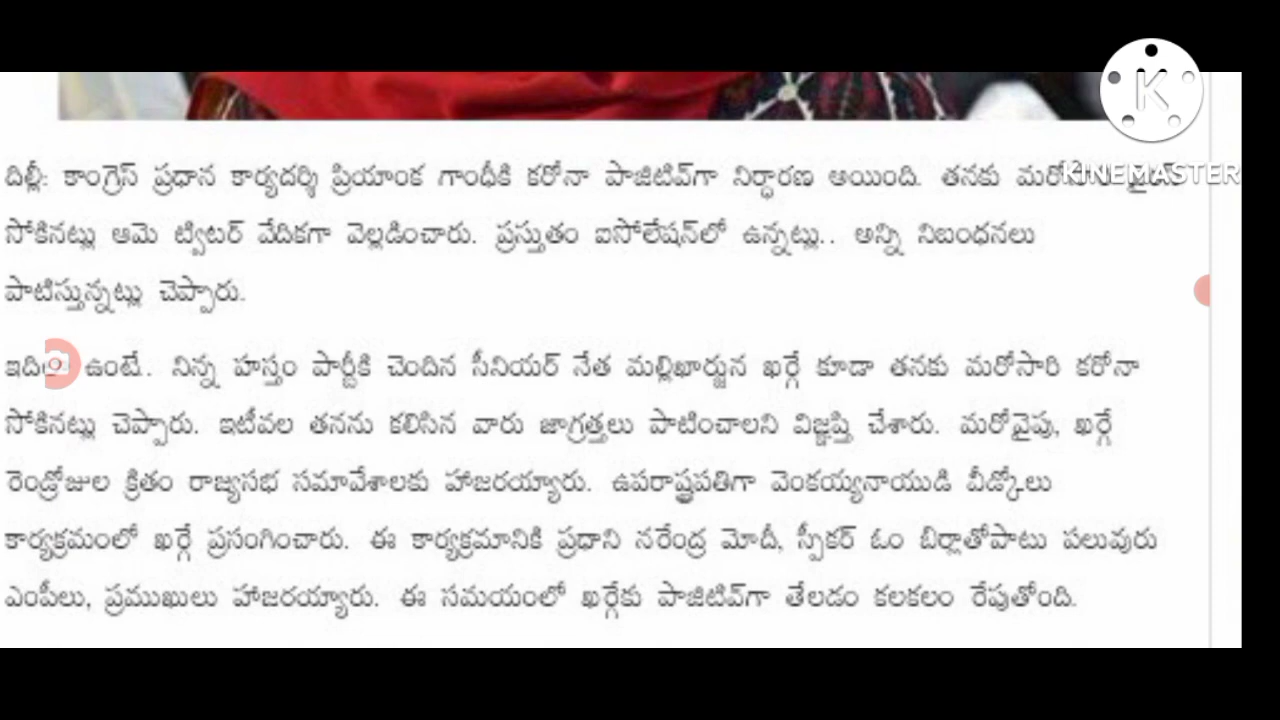 K
KINEMASTER
దిల్లీ: కాంగ్రెస్ ప్రధాన కార్యదర్శి ప్రియాంక గాంధీకి కరోనా పాజిటివ్‌గా నిర్ధారణ అయింది. తనకు
సోకినట్లు ఆమె ట్విటర్ వేదికగా వెల్లడించారు. ప్రస్తుతం ఐసోలేషన్‌లో ఉన్నట్లు.. అన్ని నిబంధనలు
పాటిస్తున్నట్లు చెప్పారు.
ఉంటే.. నిన్న హస్తం పార్టీకి చెందిన సీనియర్ నేత మల్లిఖార్జున ఖర్గే కూడా తనకు మరోసారి కరోనా
సోకినట్లు చెప్పారు. ఇటీవల తనను కలిసిన వారు జాగ్రత్తలు పాటించాలని విజ్ఞప్తి చేశారు. మరోవైపు, ఖర్గే
రెండ్రోజుల క్రితం రాజ్యసభ సమావేశాలకు హాజరయ్యారు. ఉపరాష్ట్రపతిగా వెంకయ్యనాయుడి వీడ్కోలు
కార్యక్రమంలో ఖర్గే ప్రసంగించారు. ఈ కార్యక్రమానికి ప్రధాని నరేంద్ర మోదీ, స్పీకర్ ఓం బిర్లాతోపాటు పలువురు
ఎంపీలు, ప్రముఖులు హాజరయ్యారు. ఈ సమయంలో ఖర్గేకు పాజిటివ్‌గా తేలడం కలకలం రేపుతోంది.